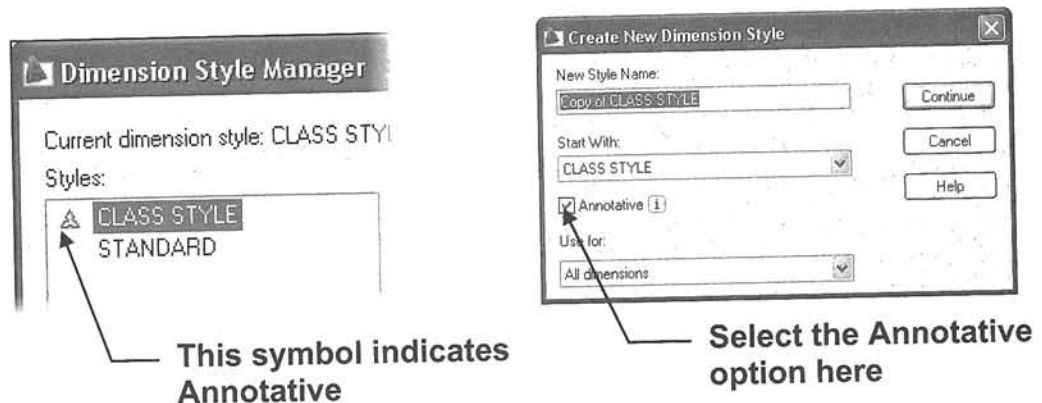 Dimension Style Manager
Current dimension style: CLASS STYL
Styles:
CLASS STYLE
STANDARD
This symbol indicates
Annotative
Create New Dimension Style
New Style Name:
Copy of CLASS STYLE
Continue
Start With:
Cancel
CLASS STYLE
Help
Annotative i
Use for:
All dimensions
Select the Annotative
option here